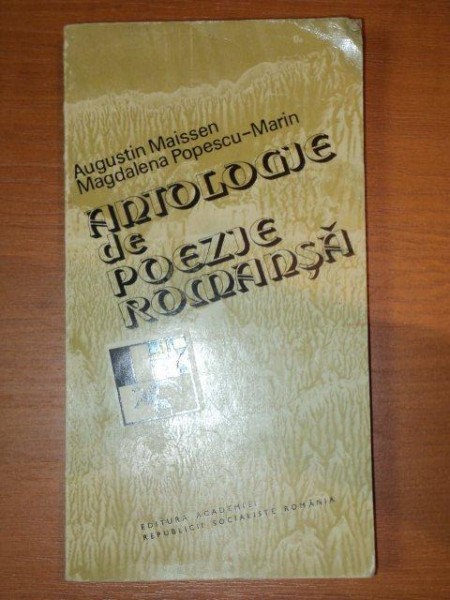 Augustin Maissen
Magdalena Popescu-Marin
ANTOLOGIE
de
POEZIE
ROMANȘĂ
EDITURA ACADEMIEI
REPUBLICII SOCIALISTE ROMÂNIA